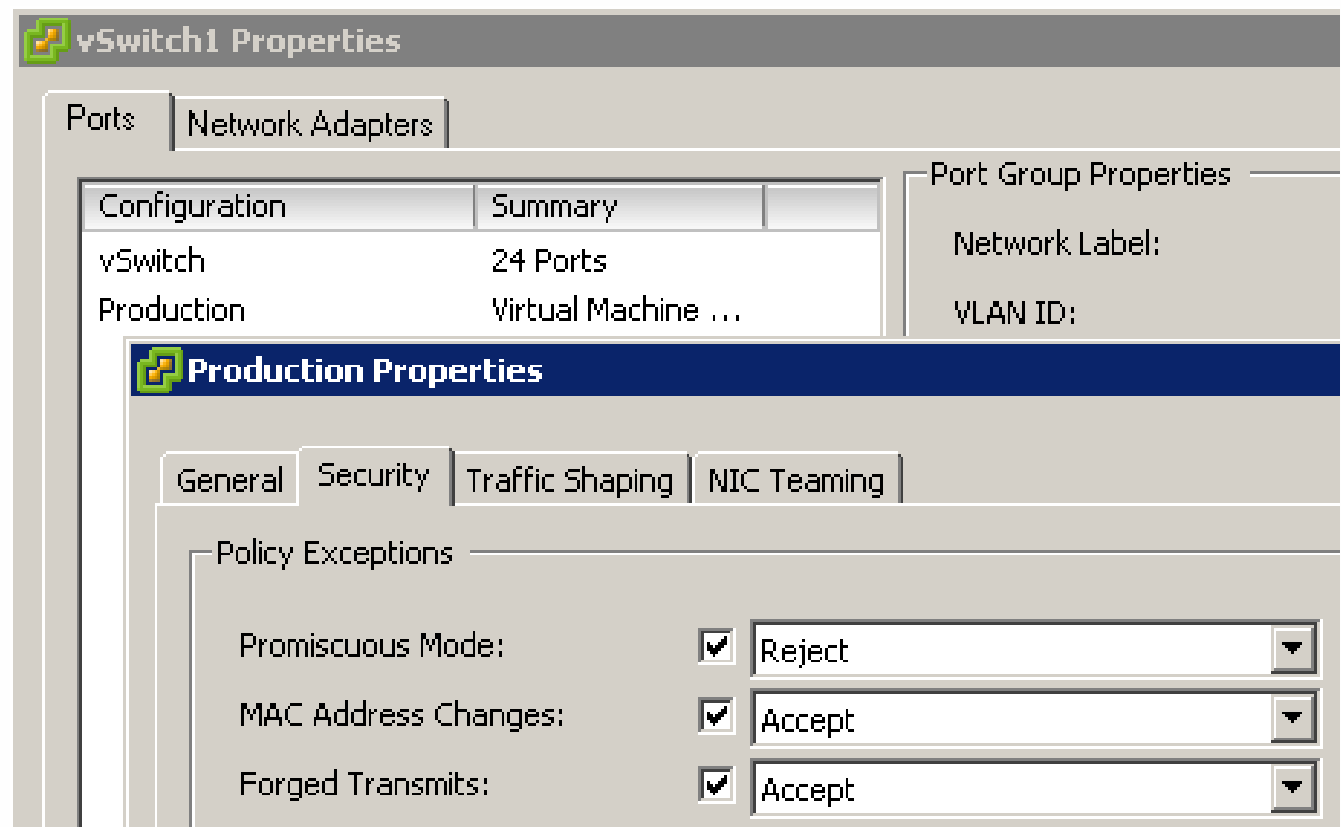 vSwitch1 Properties
Ports Network Adapters
Port Group Properties
Configuration Summary
Network Label:
vSwitch 24 Ports
Production Virtual Machine ...
VLAN ID:
Production Properties
General Security Traffic Shaping NIC Teaming
Policy Exceptions
Promiscuous Mode: Reject
MAC Address Changes: Accept
Forged Transmits: Accept